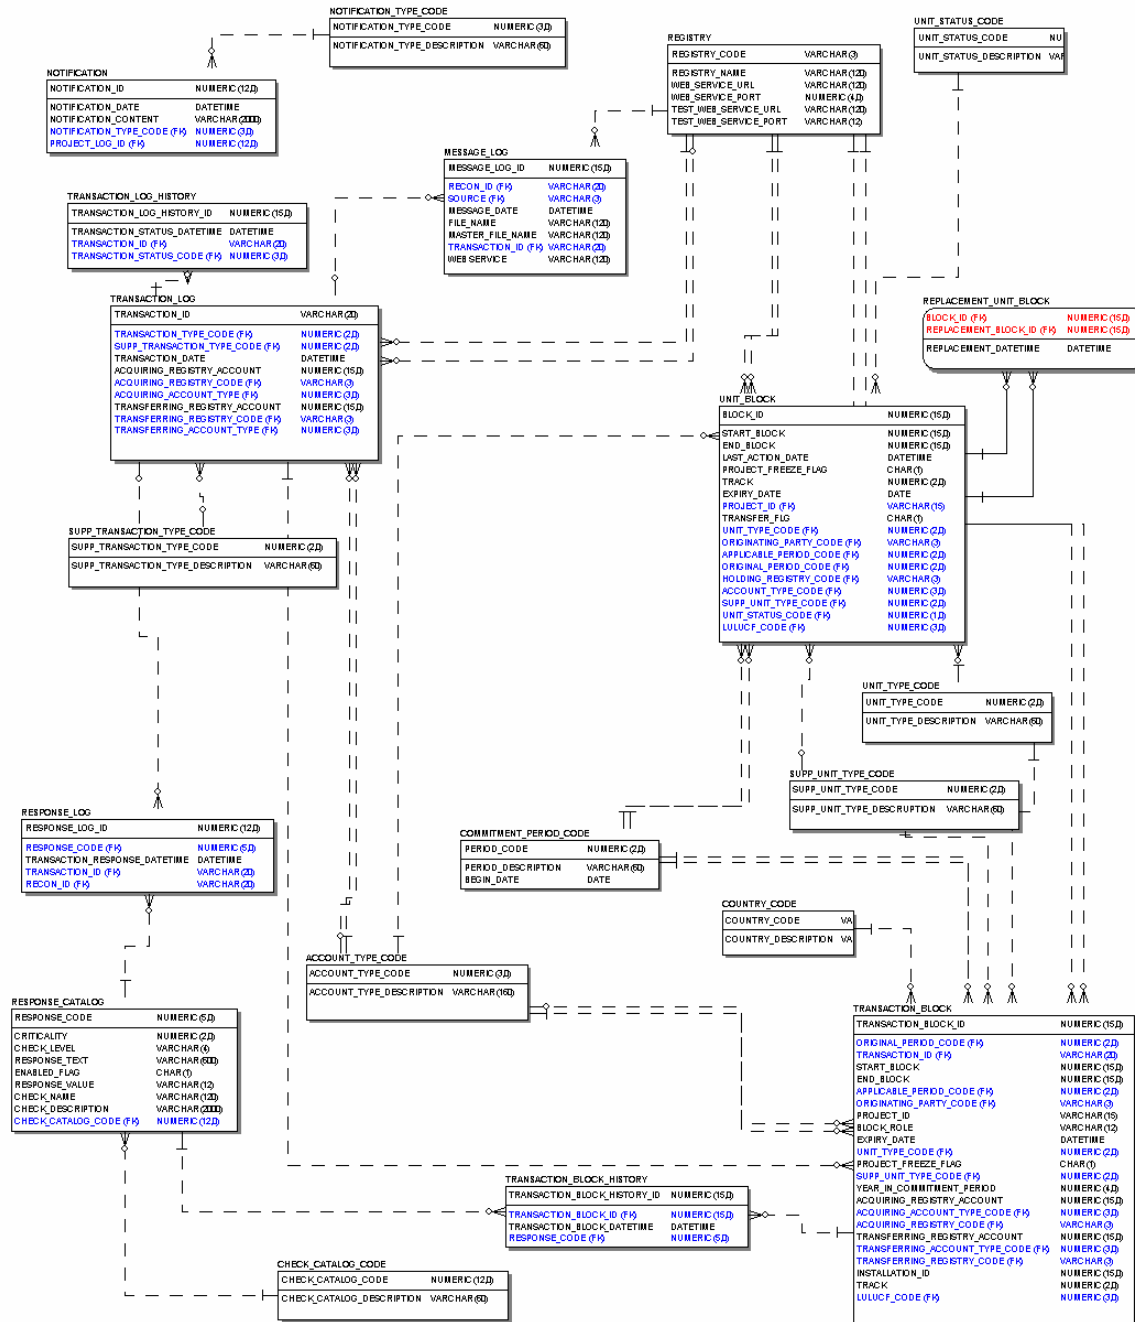 NOTIFICATION_TYPE_CODE
NOTIFICATION_TYPE_CODE NUMERIC(3,0)
NOTIFICATION_TYPE_DESCRIPTION VARCHAR(60)
NOTIFICATION
NOTIFICATION_ID NUMERIC(12,0)
NOTIFICATION_DATE DATETIME
NOTIFICATION_CONTENT VARCHAR(2000)
NOTIFICATION_TYPE_CODE (FK) NUMERIC(3,0)
PROJECT_LOG_ID (FK) NUMERIC(12,0)
REGISTRY
REGISTRY_CODE VARCHAR(3)
REGISTRY_NAME VARCHAR(120)
WEB_SERVICE_URL VARCHAR(120)
WEB_SERVICE_PORT NUMERIC(4,0)
TEST_WEB_SERVICE_URL VARCHAR(120)
TEST_WEB_SERVICE_PORT VARCHAR(12)
UNIT_STATUS_CODE
UNIT_STATUS_CODE NU
UNIT_STATUS_DESCRIPTION VAR
MESSAGE_LOG
MESSAGE_LOG_ID NUMERIC(15,0)
RECON_ID (FK) VARCHAR(20)
SOURCE (FK) VARCHAR(3)
MESSAGE_DATE DATETIME
FILE_NAME VARCHAR(120)
MASTER_FILE_NAME VARCHAR(120)
TRANSACTION_ID (FK) VARCHAR(20)
WEBSERVICE VARCHAR(120)
TRANSACTION_LOG_HISTORY
TRANSACTION_LOG_HISTORY_ID NUMERIC(15,0)
TRANSACTION_STATUS_DATETIME DATETIME
TRANSACTION_ID (FK) VARCHAR(20)
TRANSACTION_STATUS_CODE (FK) NUMERIC(3,0)
TRANSACTION_LOG
TRANSACTION_ID VARCHAR(20)
TRANSACTION_TYPE_CODE (FK) NUMERIC(2,0)
SUPP_TRANSACTION_TYPE_CODE (FK) NUMERIC(2,0)
TRANSACTION_DATE DATETIME
ACQUIRING_REGISTRY_ACCOUNT NUMERIC(15,0)
ACQUIRING_REGISTRY_CODE (FK) VARCHAR(3)
ACQUIRING_ACCOUNT_TYPE (FK) NUMERIC(3,0)
TRANSFERRING_REGISTRY_ACCOUNT NUMERIC(15,0)
TRANSFERRING_REGISTRY_CODE (FK) VARCHAR(3)
TRANSFERRING_ACCOUNT_TYPE (FK) NUMERIC(3,0)
REPLACEMENT_UNIT_BLOCK
BLOCK_ID (FK) NUMERIC(15,0)
REPLACEMENT_BLOCK_ID (FK) NUMERIC(15,0)
REPLACEMENT_DATETIME DATETIME
UNIT_BLOCK
BLOCK_ID NUMERIC(15,0)
START_BLOCK NUMERIC(15,0)
END_BLOCK NUMERIC(15,0)
LAST_ACTION_DATE DATETIME
PROJECT_FREEZE_FLAG CHAR(1)
TRACK NUMERIC(2,0)
EXPIRY_DATE DATE
PROJECT_ID (FK) VARCHAR(15)
TRANSFER_FLG CHAR(1)
UNIT_TYPE_CODE (FK) NUMERIC(2,0)
ORIGINATING_PARTY_CODE (FK) VARCHAR(3)
APPLICABLE_PERIOD_CODE (FK) NUMERIC(2,0)
ORIGINAL_PERIOD_CODE (FK) NUMERIC(2,0)
HOLDING_REGISTRY_CODE (FK) VARCHAR(3)
ACCOUNT_TYPE_CODE (FK) NUMERIC(3,0)
SUPP_UNIT_TYPE_CODE (FK) NUMERIC(2,0)
UNIT_STATUS_CODE (FK) NUMERIC(1,0)
LULUCF_CODE (FK) NUMERIC(3,0)
SUPP_TRANSACTION_TYPE_CODE
SUPP_TRANSACTION_TYPE_CODE NUMERIC(2,0)
SUPP_TRANSACTION_TYPE_DESCRIPTION VARCHAR(60)
UNIT_TYPE_CODE
UNIT_TYPE_CODE NUMERIC(2,0)
UNIT_TYPE_DESCRIPTION VARCHAR(60)
SUPP_UNIT_TYPE_CODE
SUPP_UNIT_TYPE_CODE NUMERIC(2,0)
SUPP_UNIT_TYPE_DESCRUPTION VARCHAR(60)
RESPONSE_LOG
RESPONSE_LOG_ID NUMERIC(12,0)
RESPONSE_CODE (FK) NUMERIC(5,0)
TRANSACTION_RESPONSE_DATETIME DATETIME
TRANSACTION_ID (FK) VARCHAR(20)
RECON_ID (FK) VARCHAR(20)
COMMITMENT_PERIOD_CODE
PERIOD_CODE NUMERIC(2,0)
PERIOD_DESCRIPTION VARCHAR(60)
BEGIN_DATE DATE
COUNTRY_CODE
COUNTRY_CODE VA
COUNTRY_DESCRIPTION VA
ACCOUNT_TYPE_CODE
ACCOUNT_TYPE_CODE NUMERIC(3,0)
ACCOUNT_TYPE_DESCRIPTION VARCHAR(160)
RESPONSE_CATALOG
RESPONSE_CODE NUMERIC(5,0)
CRITICALITY NUMERIC(2,0)
CHECK_LEVEL VARCHAR(4)
RESPONSE_TEXT VARCHAR(600)
ENABLED_FLAG CHAR(1)
RESPONSE_VALUE VARCHAR(12)
CHECK_NAME VARCHAR(120)
CHECK_DESCRIPTION VARCHAR(2000)
CHECK_CATALOG_CODE (FK) NUMERIC(12,0)
TRANSACTION_BLOCK
TRANSACTION_BLOCK_ID NUMERIC(15,0)
ORIGINAL_PERIOD_CODE (FK) NUMERIC(2,0)
TRANSACTION_ID (FK) VARCHAR(20)
START_BLOCK NUMERIC(15,0)
END_BLOCK NUMERIC(15,0)
APPLICABLE_PERIOD_CODE (FK) NUMERIC(2,0)
ORIGINATING_PARTY_CODE (FK) VARCHAR(3)
PROJECT_ID VARCHAR(15)
BLOCK_ROLE VARCHAR(12)
EXPIRY_DATE DATETIME
UNIT_TYPE_CODE (FK) NUMERIC(2,0)
PROJECT_FREEZE_FLAG CHAR(1)
SUPP_UNIT_TYPE_CODE (FK) NUMERIC(2,0)
YEAR_IN_COMMITMENT_PERIOD NUMERIC(4,0)
ACQUIRING_REGISTRY_ACCOUNT NUMERIC(15,0)
ACQUIRING_ACCOUNT_TYPE_CODE (FK) NUMERIC(3,0)
ACQUIRING_REGISTRY_CODE (FK) VARCHAR(3)
TRANSFERRING_REGISTRY_ACCOUNT NUMERIC(15,0)
TRANSFERRING_ACCOUNT_TYPE_CODE (FK) NUMERIC(3,0)
TRANSFERRING_REGISTRY_CODE (FK) VARCHAR(3)
INSTALLATION_ID NUMERIC(15,0)
TRACK NUMERIC(2,0)
LULUCF_CODE (FK) NUMERIC(3,0)
TRANSACTION_BLOCK_HISTORY
TRANSACTION_BLOCK_HISTORY_ID NUMERIC(15,0)
TRANSACTION_BLOCK_ID (FK) NUMERIC(15,0)
TRANSACTION_BLOCK_DATETIME DATETIME
RESPONSE_CODE (FK) NUMERIC(5,0)
CHECK_CATALOG_CODE
CHECK_CATALOG_CODE NUMERIC(12,0)
CHECK_CATALOG_DESCRIPTION VARCHAR(60)